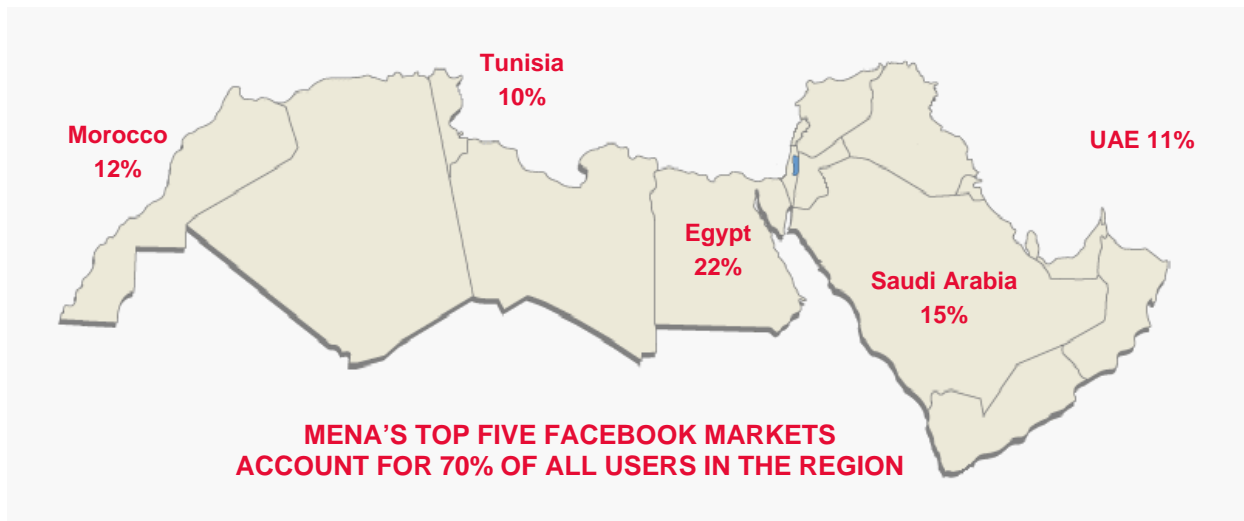 Tunisia
10%
Morocco
12%
UAE 11%
Egypt
22%
Saudi Arabia
15%
MENA'S TOP FIVE FACEBOOK MARKETS
ACCOUNT FOR 70% OF ALL USERS IN THE REGION